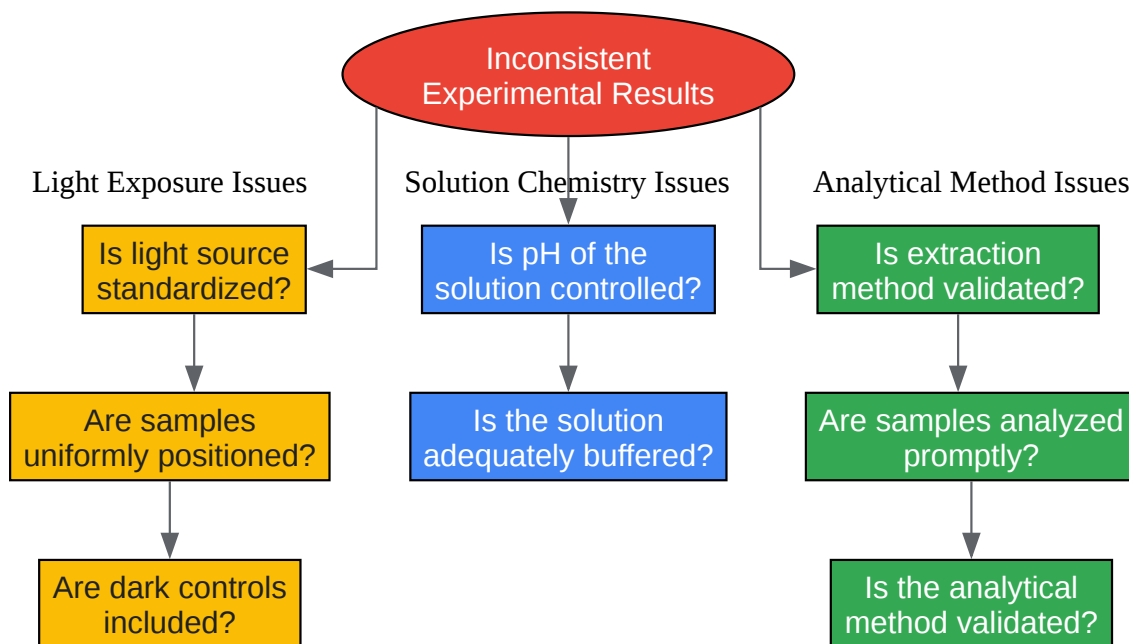 Inconsistent
Experimental Results
Light Exposure Issues
Solution Chemistry Issues
Analytical Method Issues
Is light source
standardized?
Is pH of the
solution controlled?
Is extraction
method validated?
Are samples
uniformly positioned?
Is the solution
adequately buffered?
Are samples analyzed
promptly?
Are dark controls
included?
Is the analytical
method validated?